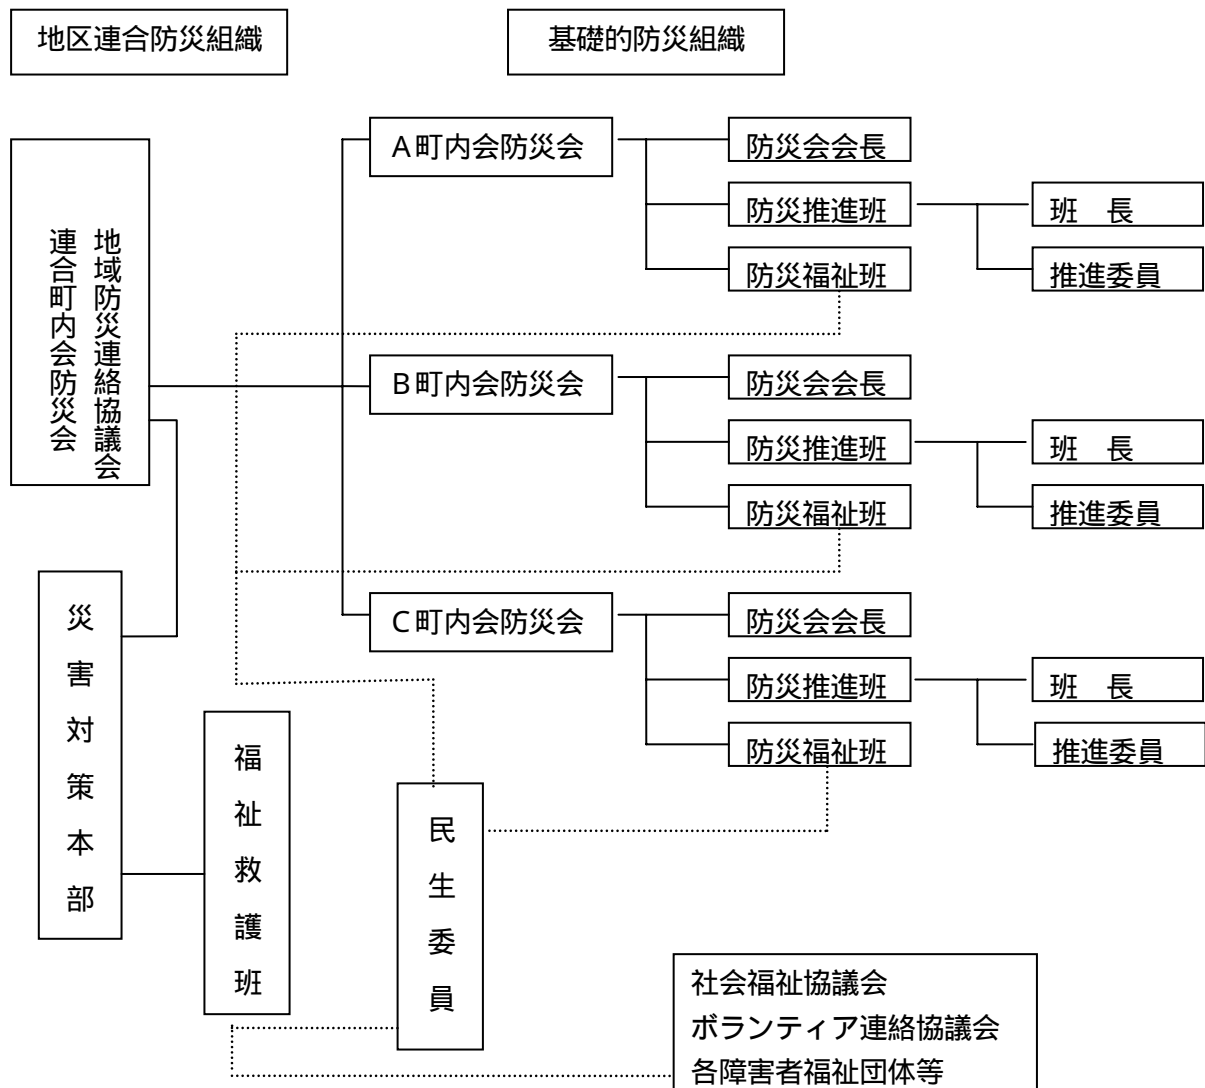 地区連合防災組織
基礎的防災組織
地域防災連絡協議会
連合町内会防災会
A町内会防災会
防災会会長
防災推進班
班　長
推進委員
防災福祉班
B町内会防災会
防災会会長
防災推進班
班　長
推進委員
防災福祉班
C町内会防災会
防災会会長
防災推進班
班　長
推進委員
防災福祉班
災害対策本部
福祉救護班
民生委員
社会福祉協議会
ボランティア連絡協議会
各障害者福祉団体等